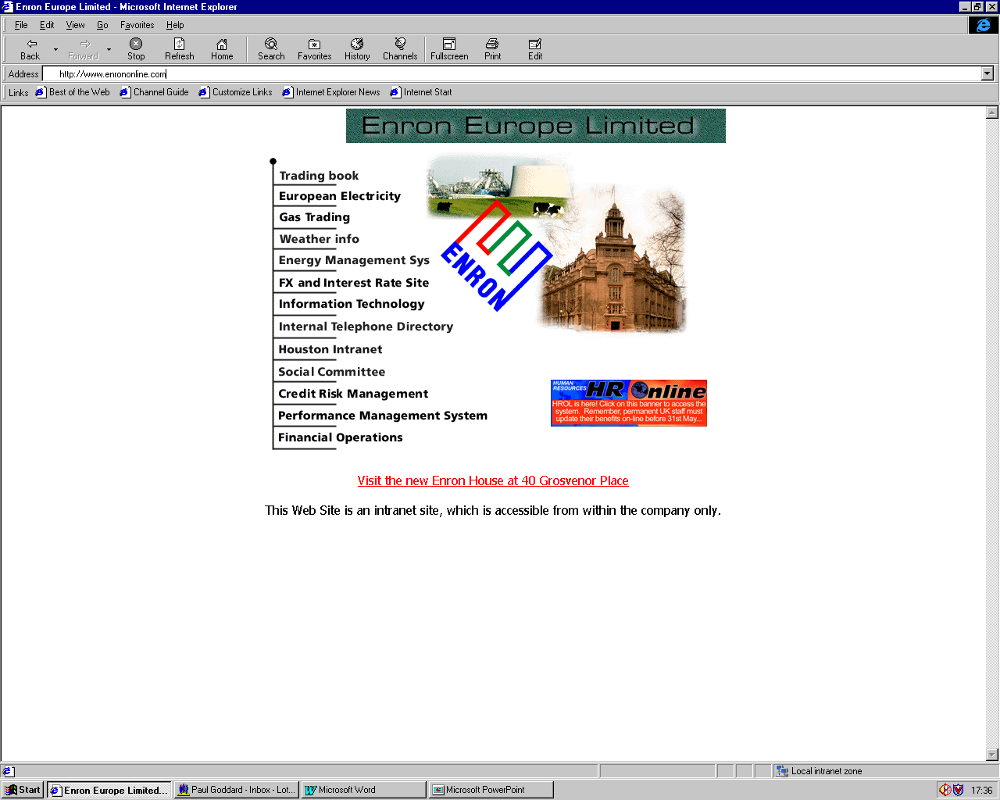 Enron Europe Limited - Microsoft Internet Explorer
File Edit View Go Favorites Help
Back Forward Stop Refresh Home Search Favorites History Channels Fullscreen Print Edit
Address http://www.enrononline.com
Links Best of the Web Channel Guide Customize Links Internet Explorer News Internet Start
Enron Europe Limited
Trading book
European Electricity
Gas Trading
Weather info
Energy Management Sys
FX and Interest Rate Site
Information Technology
Internal Telephone Directory
Houston Intranet
Social Committee
Credit Risk Management
Performance Management System
Financial Operations
ENRON
HUMAN
RESOURCES
HR Online
HROL is here! Click on this banner to access the
system. Remember, permanent UK staff must
update their benefits on-line before 31st May...
Visit the new Enron House at 40 Grosvenor Place
This Web Site is an intranet site, which is accessible from within the company only.
Local intranet zone
Start Enron Europe Limited... Paul Goddard - Inbox - Lot... Microsoft Word Microsoft PowerPoint 17:36